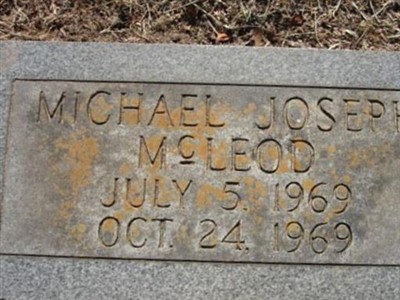 MICHAEL JOSEPH
McLEOD
JULY 5, 1969
OCT. 24, 1969